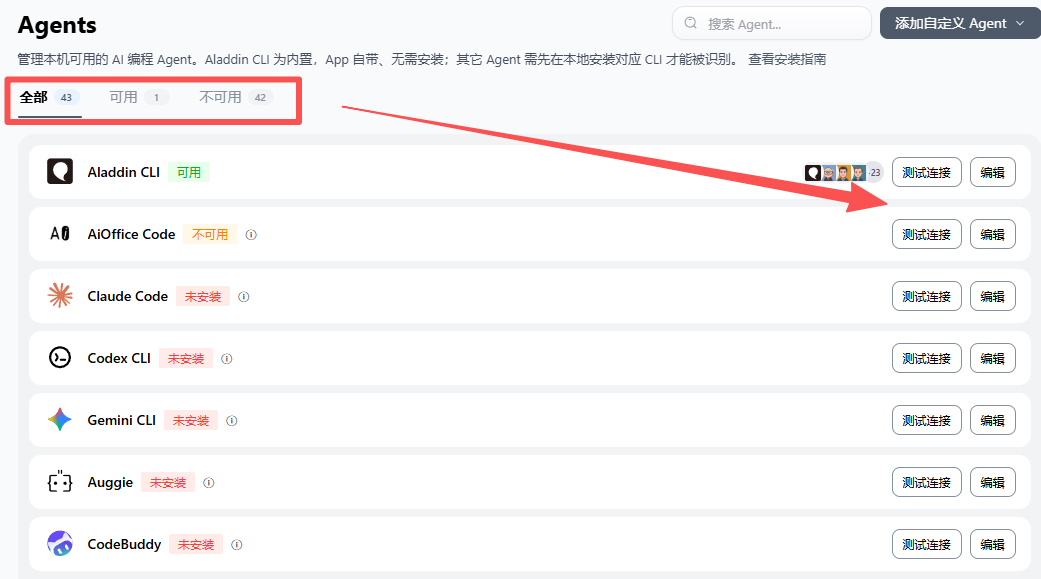 Agents
搜索 Agent...
添加自定义 Agent
管理本机可用的 AI 编程 Agent。Aladdin CLI 为内置，App 自带、无需安装；其它 Agent 需先在本地安装对应 CLI 才能被识别。 查看安装指南
全部 43 可用 1 不可用 42
Aladdin CLI 可用 +23 测试连接 编辑
AiOffice Code 不可用 测试连接 编辑
Claude Code 未安装 测试连接 编辑
Codex CLI 未安装 测试连接 编辑
Gemini CLI 未安装 测试连接 编辑
Auggie 未安装 测试连接 编辑
CodeBuddy 未安装 测试连接 编辑